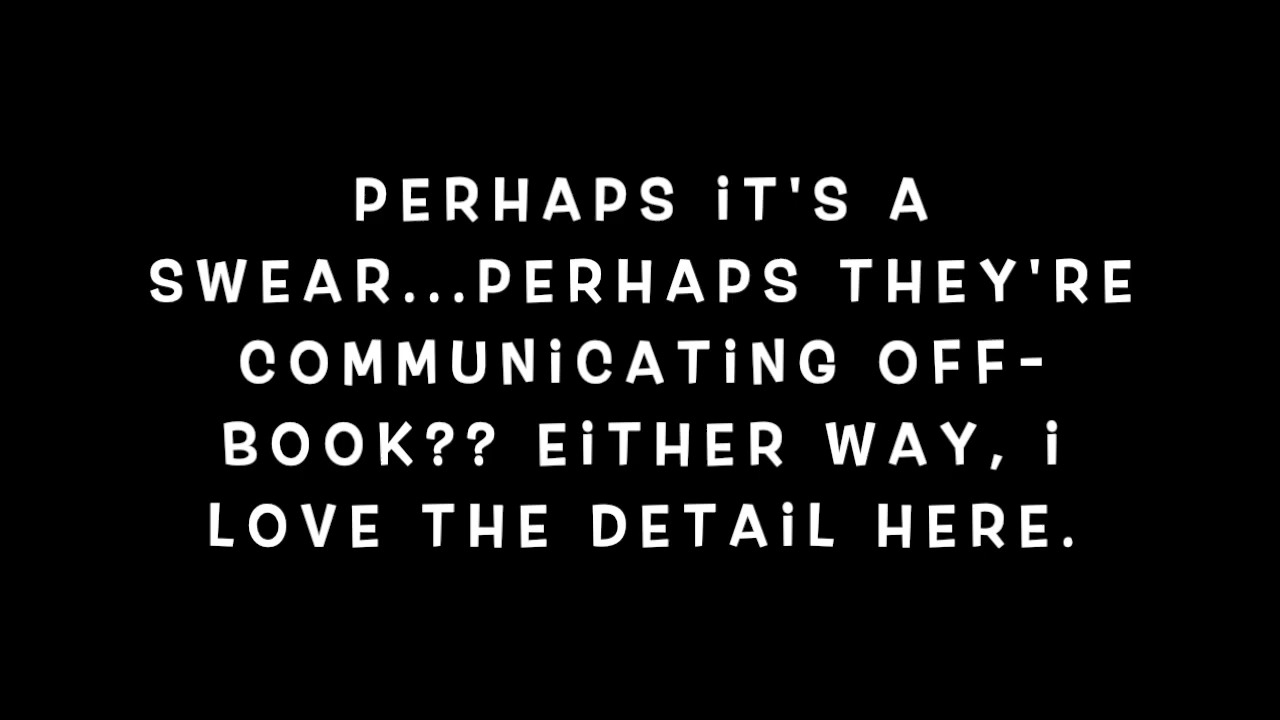 PERHAPS iT'S A
SWEAR...PERHAPS THEY'RE
COMMUNiCATiNG OFF-
BOOK?? EiTHER WAY, i
LOVE THE DETAiL HERE.